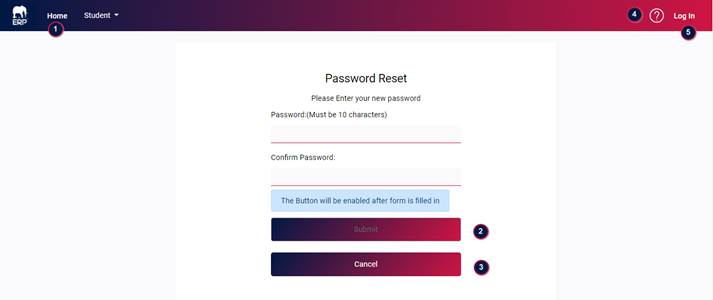 ERP
Home
Student
4
?
Log In
1
5
Password Reset
Please Enter your new password
Password:(Must be 10 characters)
Confirm Password:
The Button will be enabled after form is filled in
Submit
2
Cancel
3